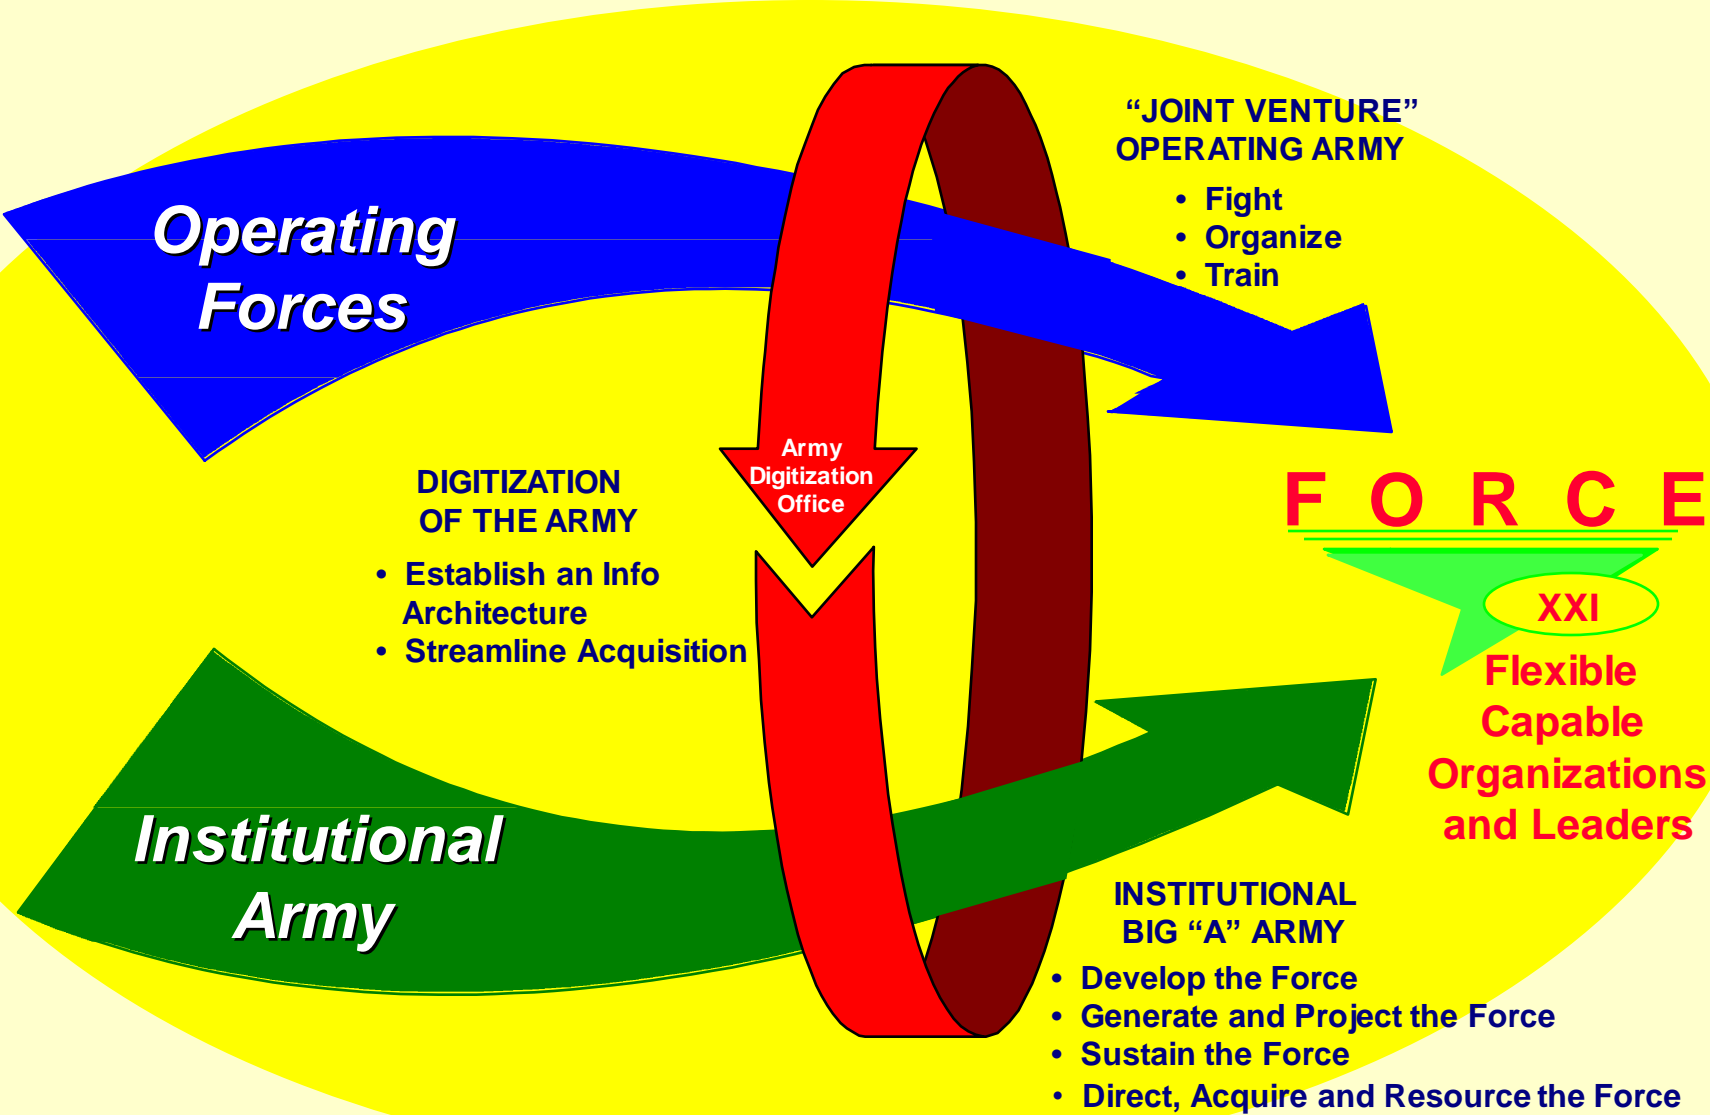 “JOINT VENTURE”
OPERATING ARMY
• Fight
• Organize
• Train
Operating
Forces
Army
Digitization
Office
DIGITIZATION
OF THE ARMY
• Establish an Info
Architecture
• Streamline Acquisition
F O R C E
XXI
Flexible
Capable
Organizations
and Leaders
Institutional
Army
INSTITUTIONAL
BIG “A” ARMY
• Develop the Force
• Generate and Project the Force
• Sustain the Force
• Direct, Acquire and Resource the Force